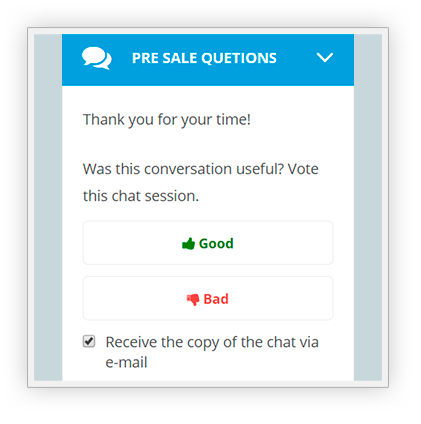 PRE SALE QUETIONS
Thank you for your time!
Was this conversation useful? Vote
this chat session.
Good
Bad
Receive the copy of the chat via
e-mail